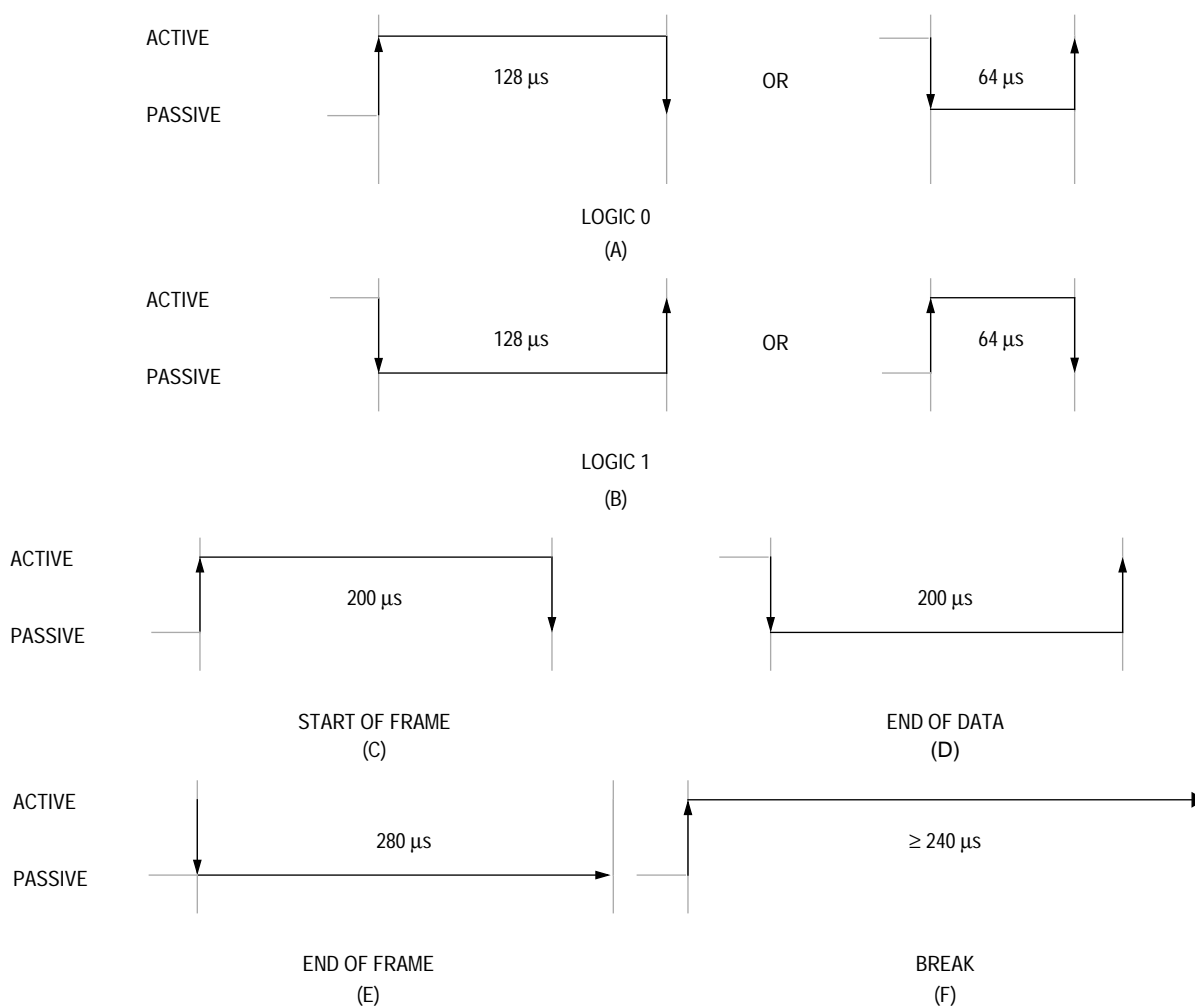 ACTIVE
128 μs
OR
64 μs
PASSIVE
LOGIC 0
(A)
ACTIVE
128 μs
OR
64 μs
PASSIVE
LOGIC 1
(B)
ACTIVE
200 μs
200 μs
PASSIVE
START OF FRAME
(C)
END OF DATA
(D)
ACTIVE
280 μs
≥ 240 μs
PASSIVE
END OF FRAME
(E)
BREAK
(F)